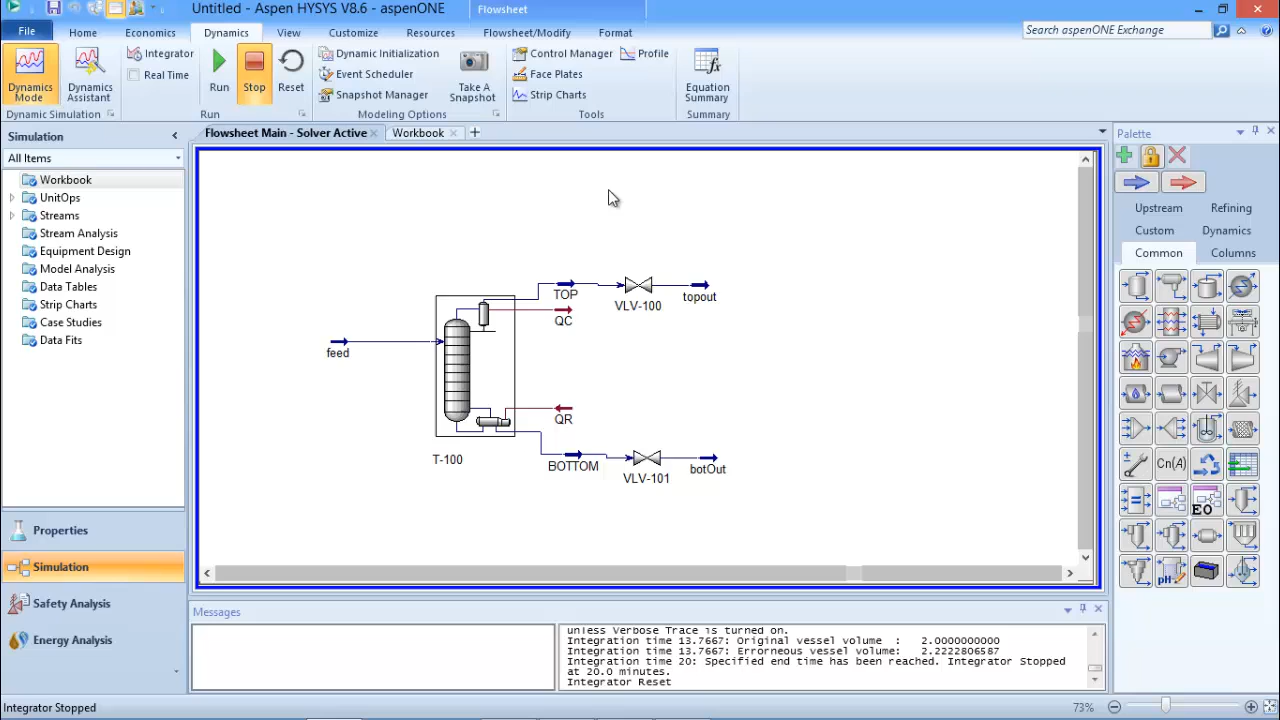 Untitled - Aspen HYSYS V8.6 - aspenONE
Flowsheet
File
Home
Economics
Dynamics
View
Customize
Resources
Flowsheet/Modify
Format
Search aspenONE Exchange
Dynamics Mode
Dynamics Assistant
Integrator
Real Time
Run
Stop
Reset
Dynamic Initialization
Event Scheduler
Snapshot Manager
Take A Snapshot
Control Manager
Profile
Face Plates
Strip Charts
Equation Summary
Dynamic Simulation
Run
Modeling Options
Tools
Summary
Simulation
All Items
Workbook
UnitOps
Streams
Stream Analysis
Equipment Design
Model Analysis
Data Tables
Strip Charts
Case Studies
Data Fits
Properties
Simulation
Safety Analysis
Energy Analysis
Flowsheet Main - Solver Active
Workbook
TOP
VLV-100
topout
QC
feed
QR
T-100
BOTTOM
VLV-101
botOut
Palette
Upstream
Refining
Custom
Dynamics
Common
Columns
Cn(A)
EO
pH
Messages
unless Verbose Trace is turned on.
Integration time 13.7667: Original vessel volume : 2.0000000000
Integration time 13.7667: Errorneous vessel volume: 2.2222806587
Integration time 20: Specified end time has been reached. Integrator Stopped
at 20.0 minutes.
Integrator Reset
Integrator Stopped
73%